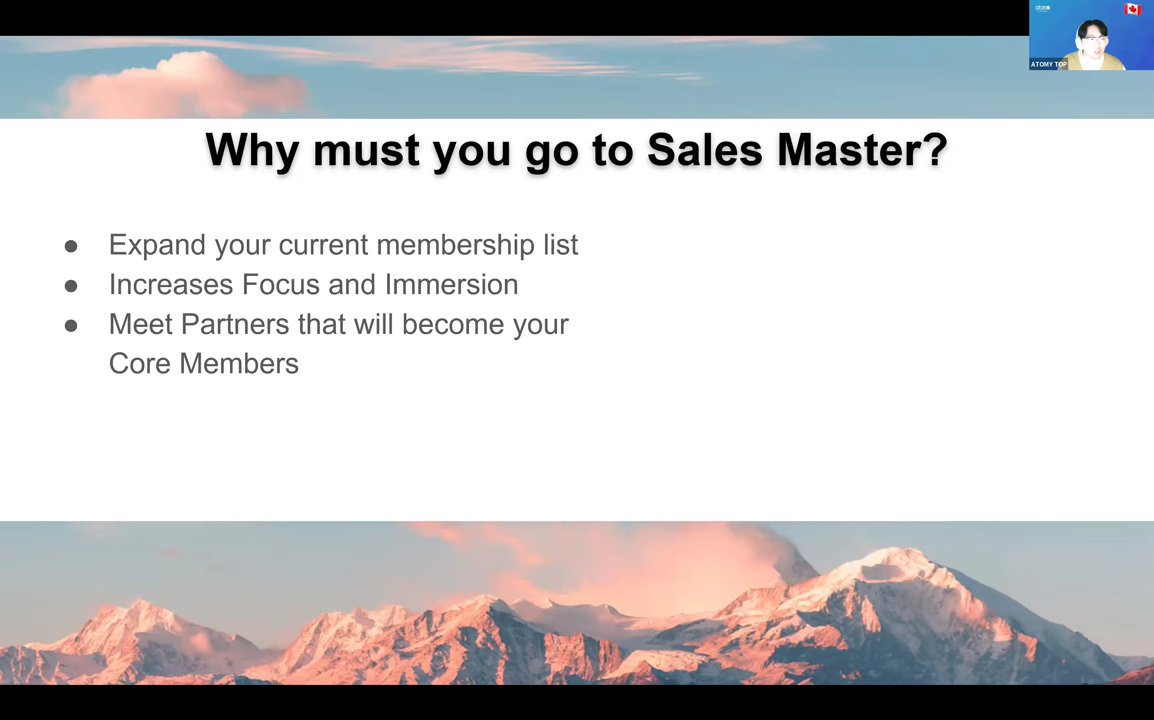 Why must you go to Sales Master?
● Expand your current membership list
● Increases Focus and Immersion
● Meet Partners that will become your
Core Members
ATOMY TOP